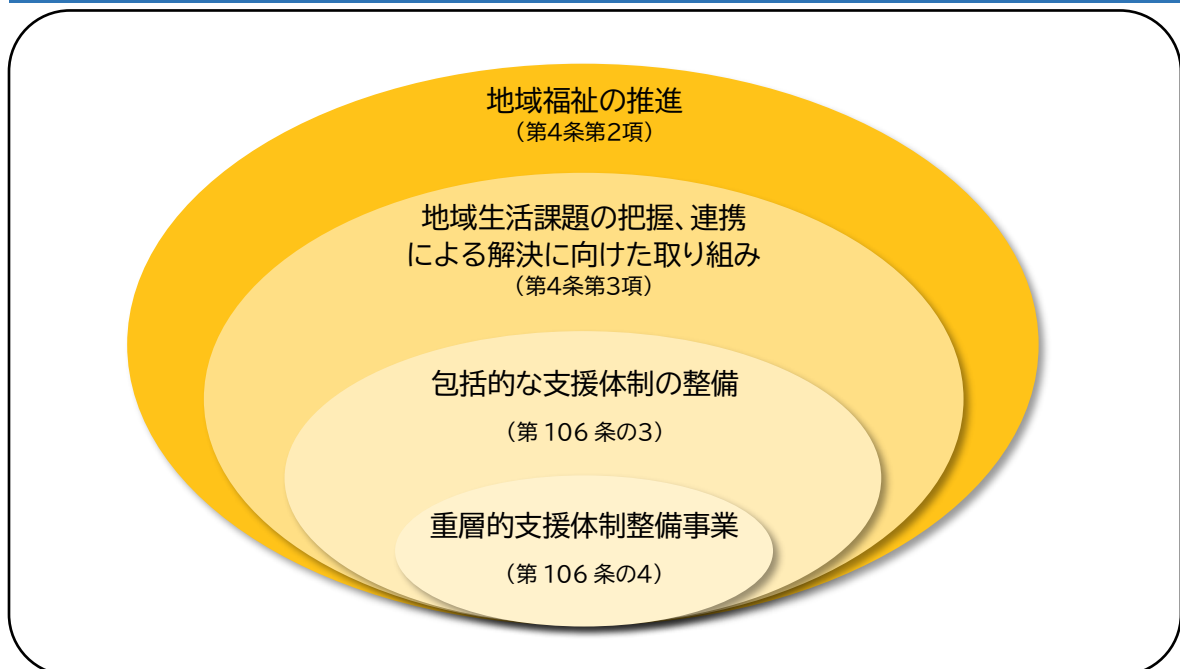 地域福祉の推進
（第4条第2項）
地域生活課題の把握、連携
による解決に向けた取り組み
（第4条第3項）
包括的な支援体制の整備
（第 106 条の3）
重層的支援体制整備事業
（第 106 条の4）